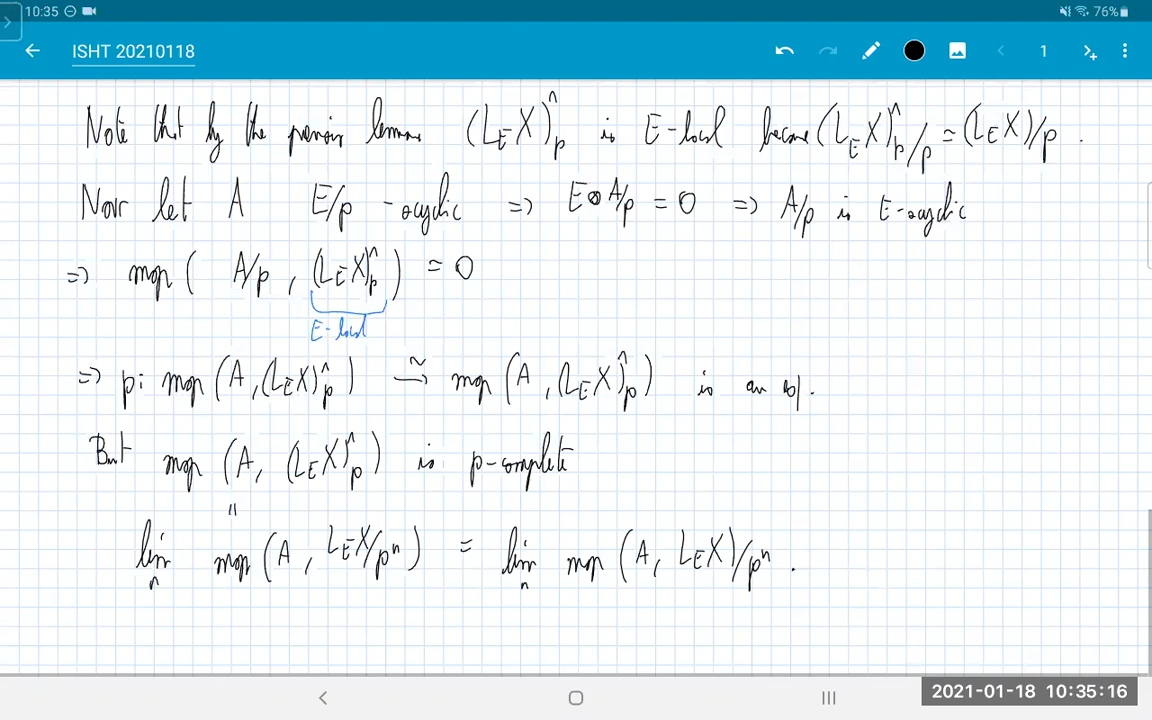 10:35
76%
ISHT 20210118
1
Note that by the previous lemma (L_E X)^∧_p is E-local because (L_E X)^∧_p/p ≃ (L_E X)/p .
Now let A E/p -acyclic ⇒ E⊗A/p = 0 ⇒ A/p is E-acyclic
⇒ map ( A/p , (L_E X)^∧_p ) = 0
E-local
⇒ p: map (A, (L_E X)^∧_p ) ⥲ map (A, (L_E X)^∧_p ) is an eq.
But map (A, (L_E X)^∧_p ) is p-complete
=
lim_n map (A, L_E X/p^n ) = lim_n map (A, L_E X)/p^n .
2021-01-18 10:35:16